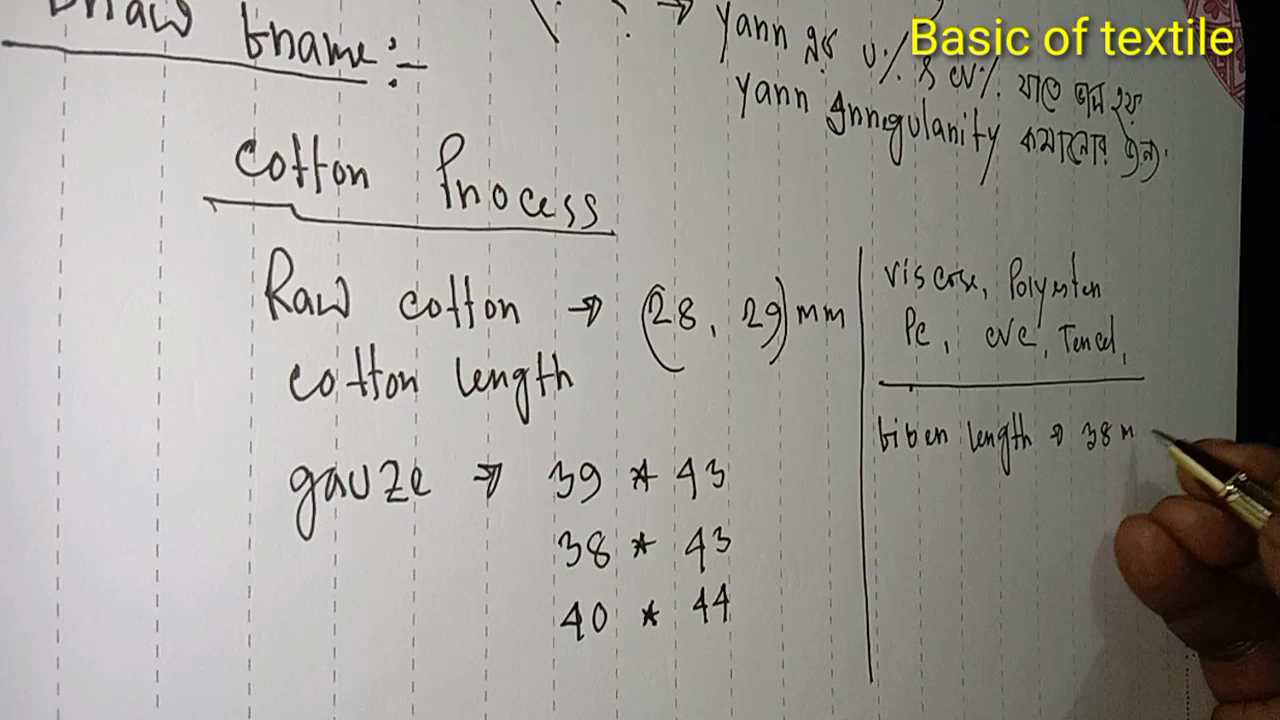 Draw frame:-
→ Yarn এর U% & CV% যাতে ভাল হয়
Yarn Irregularity কমানোর জন্য.
Basic of textile
Cotton Process
Raw cotton → (28, 29) mm
cotton length
gauze → 39 * 43
38 * 43
40 * 44
viscose, Polyester
PC, CVC, Tencel,
fiber length → 38 m